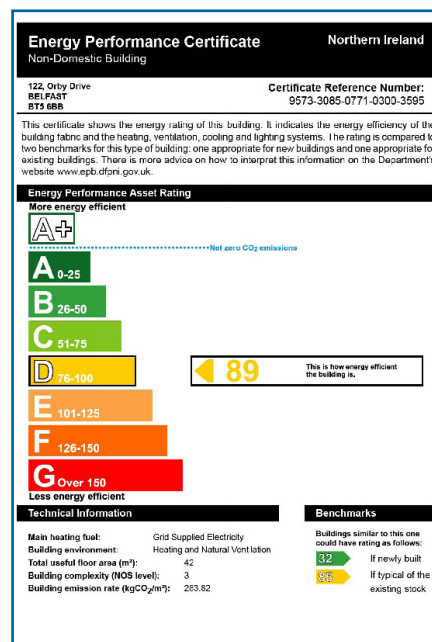 Energy Performance Certificate
Northern Ireland
Non-Domestic Building
122, Orby Drive
BELFAST
BT5 6BB
Certificate Reference Number:
9573-3085-0771-0300-3595
This certificate shows the energy rating of this building. It indicates the energy efficiency of the
building fabric and the heating, ventilation, cooling and lighting systems. The rating is compared to
two benchmarks for this type of building: one appropriate for new buildings and one appropriate for
existing buildings. There is more advice on how to interpret this information on the Department's
website www.epb.dfpni.gov.uk.
Energy Performance Asset Rating
More energy efficient
A+
Net zero CO₂ emissions
A 0-25
B 26-50
C 51-75
D 76-100
89
This is how energy efficient
the building is.
E 101-125
F 126-150
G Over 150
Less energy efficient
Technical Information
Main heating fuel: Grid Supplied Electricity
Building environment: Heating and Natural Ventilation
Total useful floor area (m²): 42
Building complexity (NOS level): 3
Building emission rate (kgCO₂/m²): 283.82
Benchmarks
Buildings similar to this one
could have rating as follows:
32 If newly built
85 If typical of the
existing stock